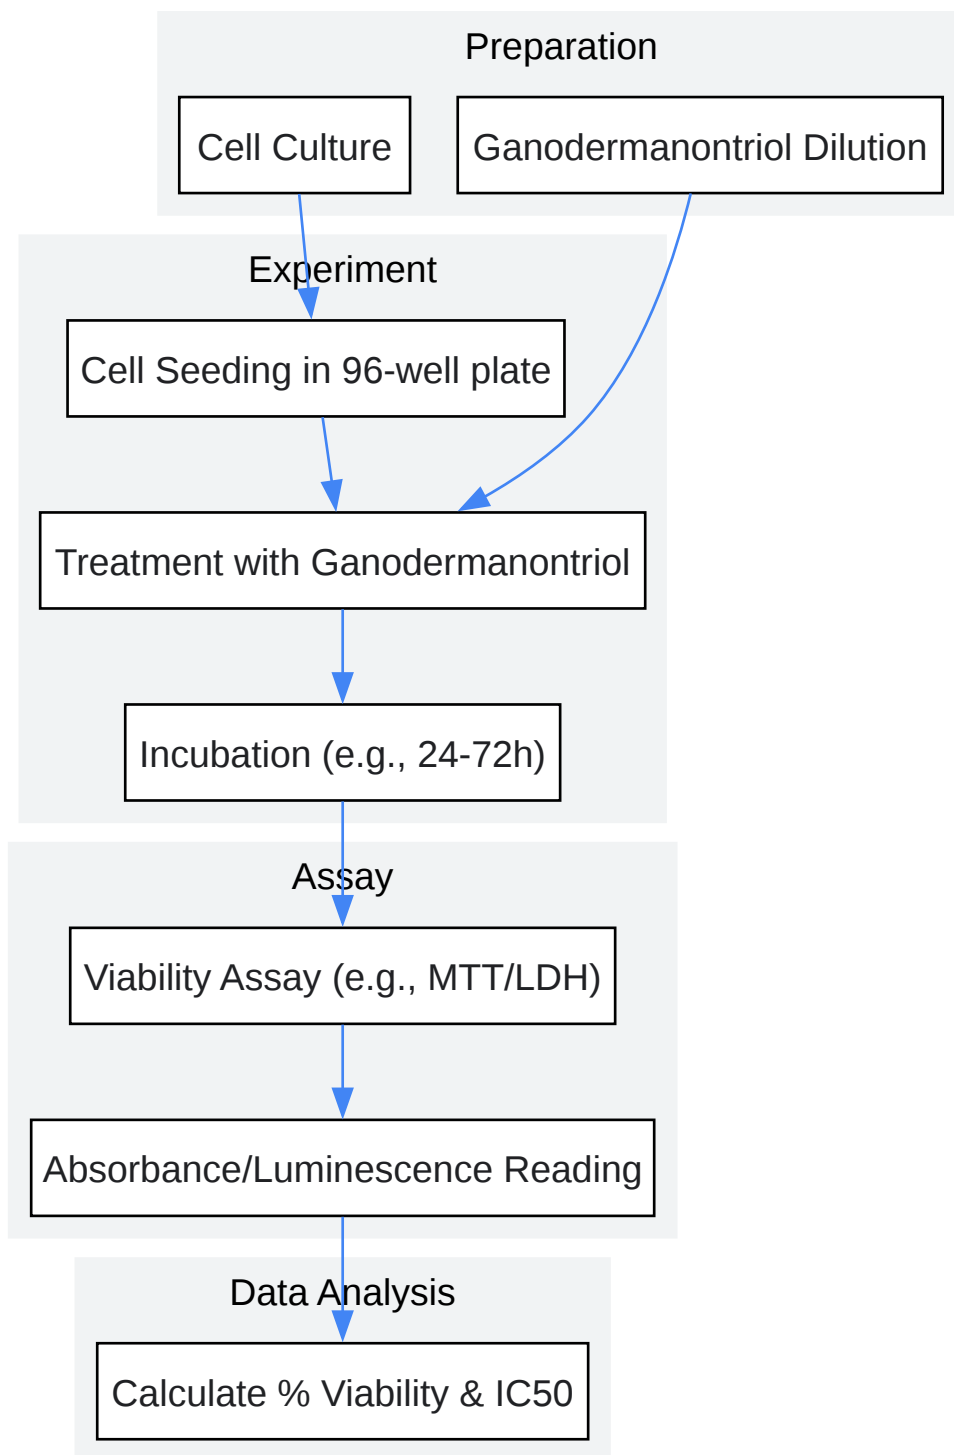 Preparation
Cell Culture
Ganodermanontriol Dilution
Experiment
Cell Seeding in 96-well plate
Treatment with Ganodermanontriol
Incubation (e.g., 24-72h)
Assay
Viability Assay (e.g., MTT/LDH)
Absorbance/Luminescence Reading
Data Analysis
Calculate % Viability & IC50